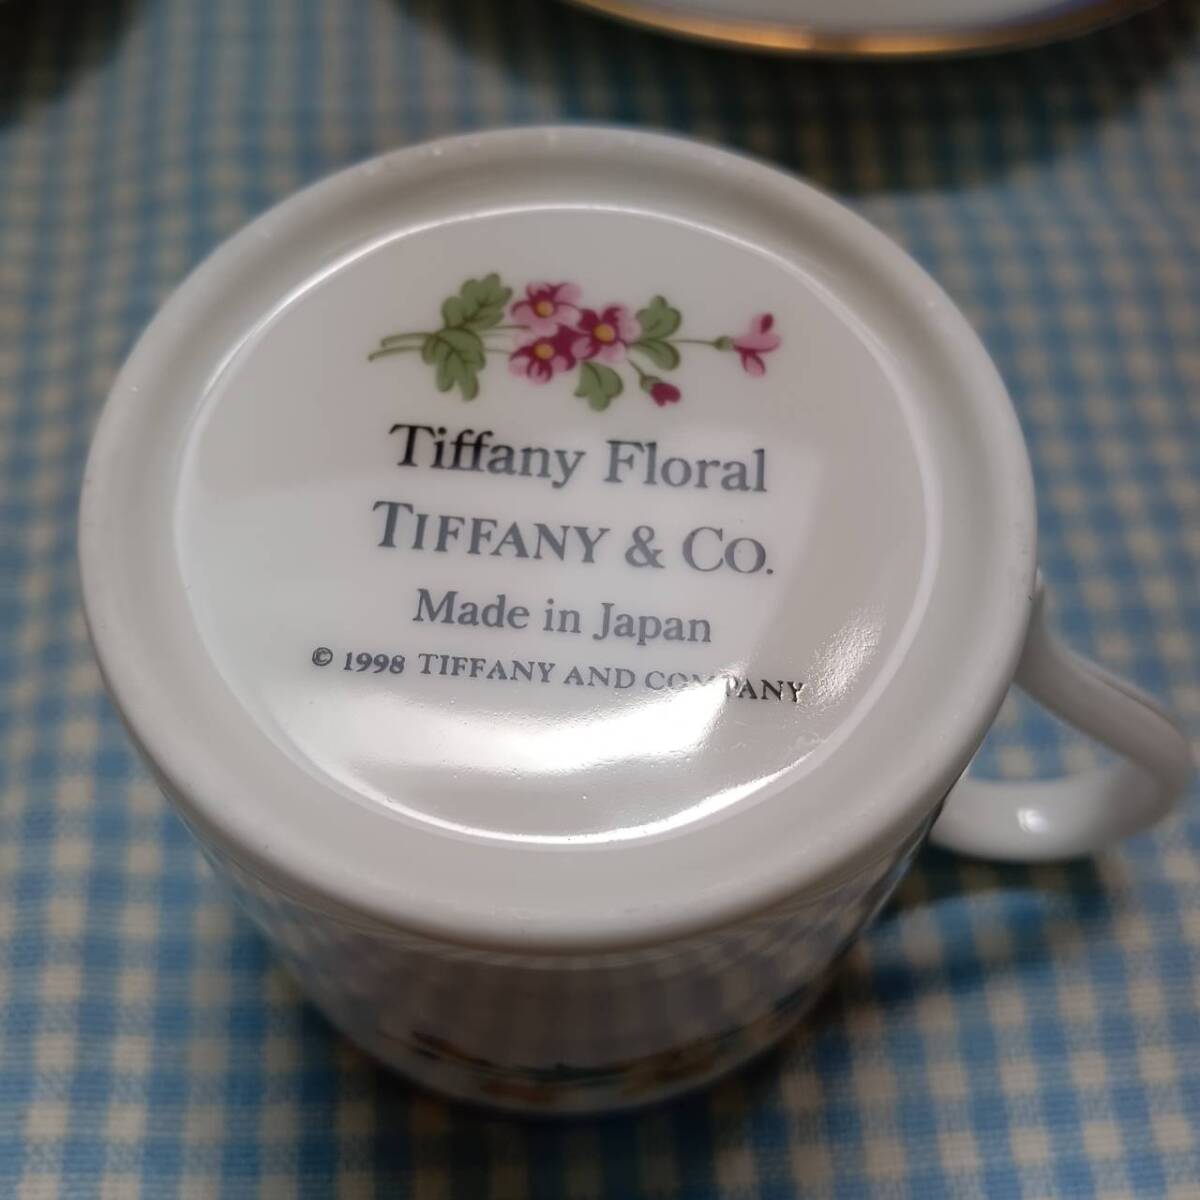 Tiffany Floral
TIFFANY & CO.
Made in Japan
© 1998 TIFFANY AND COMPANY